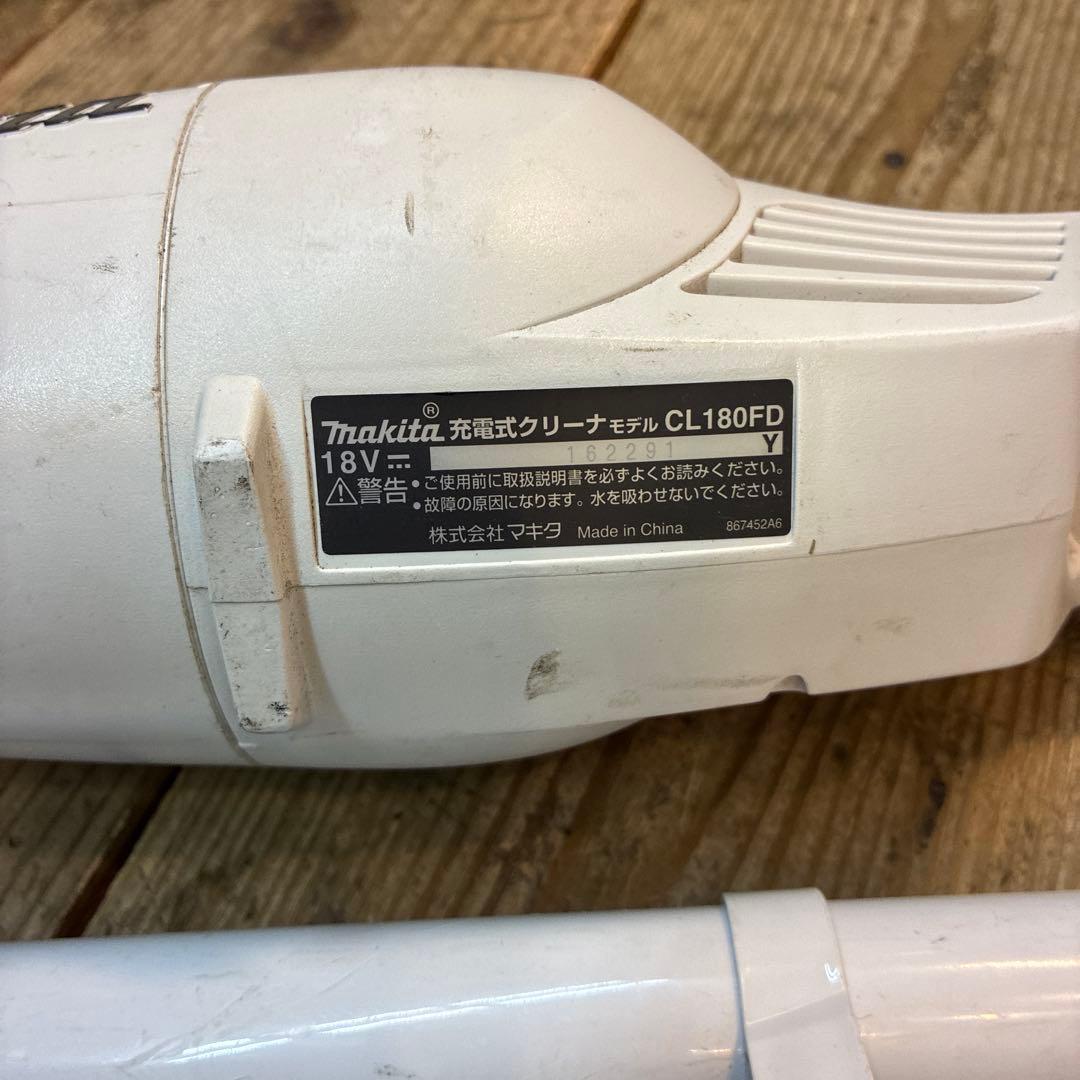 Makita® 充電式クリーナモデル CL180FD
18V 162291 Y
警告 •ご使用前に取扱説明書を必ずよくお読みください。
•故障の原因になります。水を吸わせないでください。
株式会社マキタ Made in China 867452A6